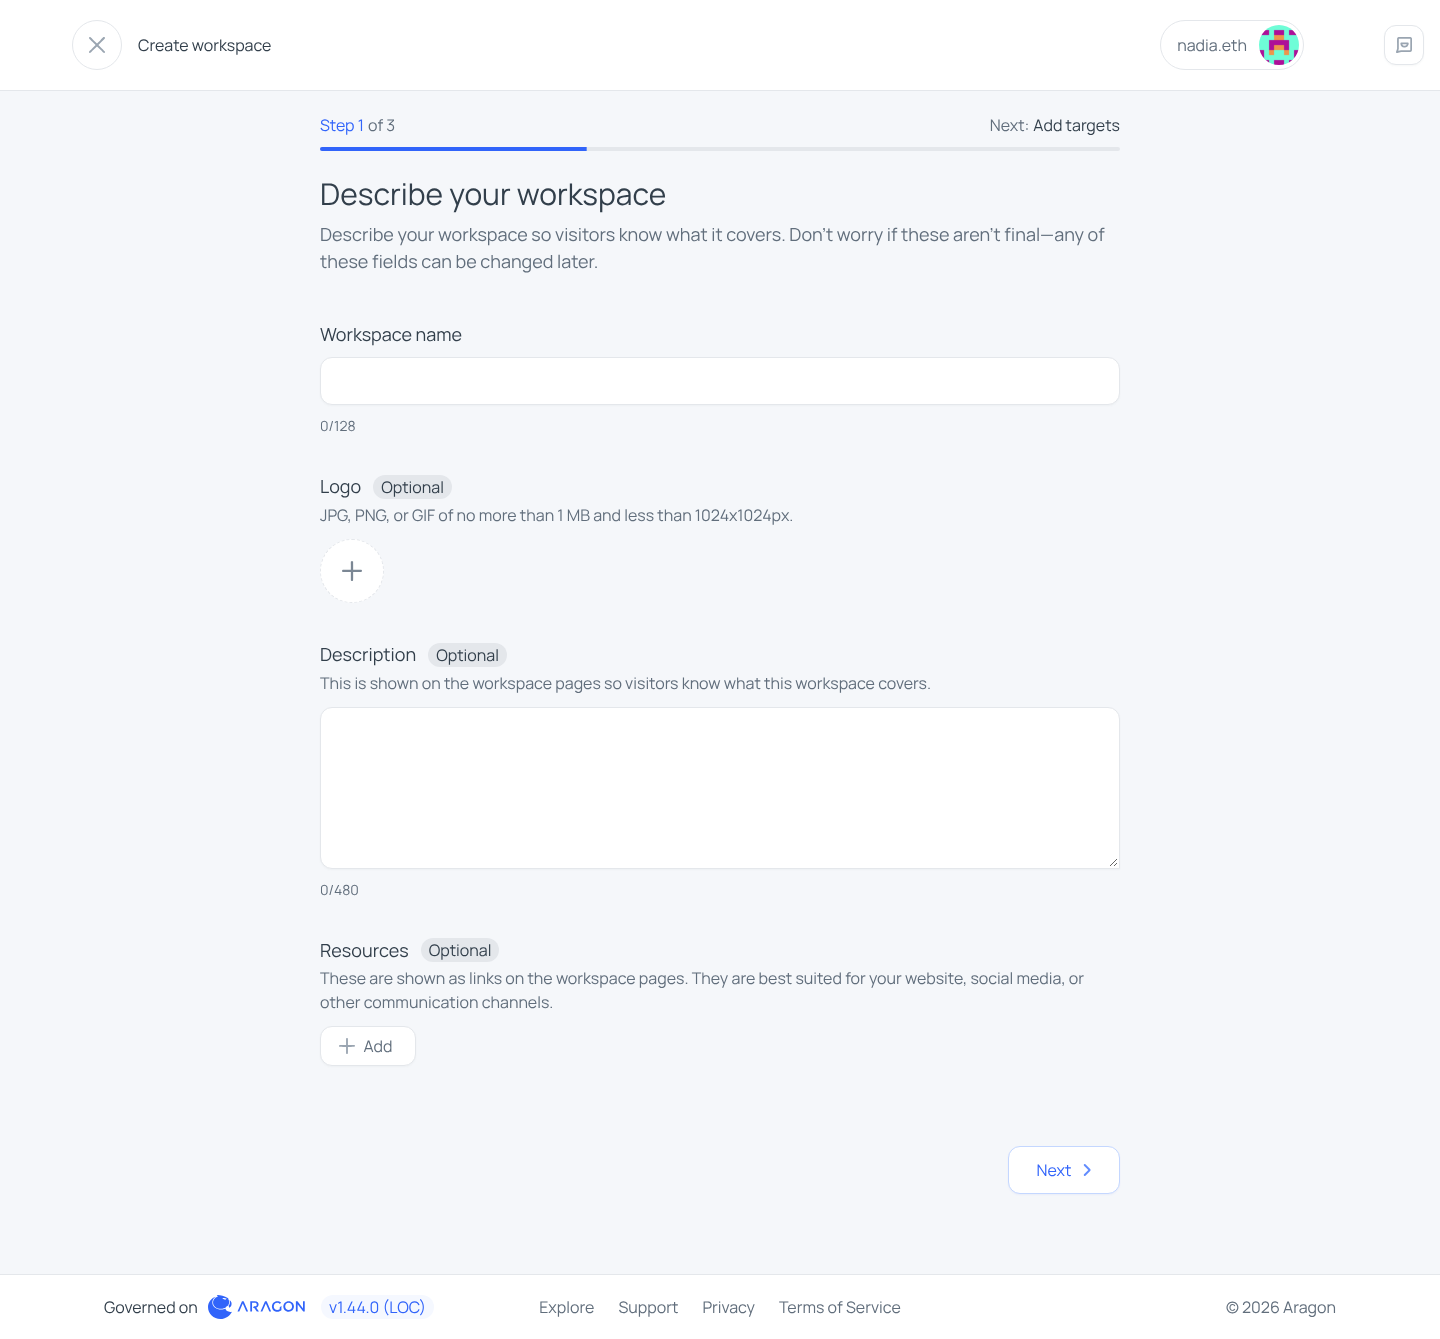 Create workspace
nadia.eth
Step 1 of 3
Next: Add targets
Describe your workspace
Describe your workspace so visitors know what it covers. Don't worry if these aren't final—any of
these fields can be changed later.
Workspace name
0/128
Logo Optional
JPG, PNG, or GIF of no more than 1 MB and less than 1024x1024px.
Description Optional
This is shown on the workspace pages so visitors know what this workspace covers.
0/480
Resources Optional
These are shown as links on the workspace pages. They are best suited for your website, social media, or
other communication channels.
Add
Next
Governed on ARAGON v1.44.0 (LOC) Explore Support Privacy Terms of Service © 2026 Aragon